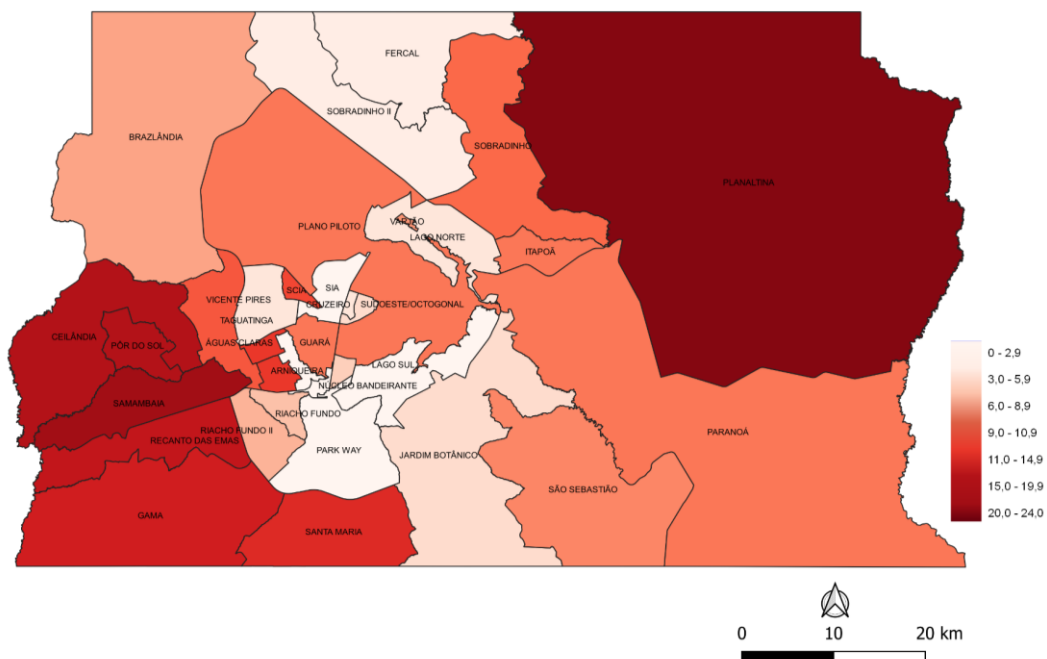 FERCAL
SOBRADINHO II
BRAZLÂNDIA
SOBRADINHO
PLANALTINA
VARJÃO
PLANO PILOTO
LAGO NORTE
ITAPOÃ
SCIA
SIA
VICENTE PIRES
CRUZEIRO
SUDOESTE/OCTOGONAL
TAGUATINGA
CEILÂNDIA
PÔR DO SOL
ÁGUAS CLARAS
GUARÁ
ARNIQUEIRA
LAGO SUL
NÚCLEO BANDEIRANTE
SAMAMBAIA
RIACHO FUNDO
RIACHO FUNDO II
RECANTO DAS EMAS
PARK WAY
JARDIM BOTÂNICO
PARANOÁ
SÃO SEBASTIÃO
GAMA
SANTA MARIA
0 - 2,9
3,0 - 5,9
6,0 - 8,9
9,0 - 10,9
11,0 - 14,9
15,0 - 19,9
20,0 - 24,0
0 10 20 km